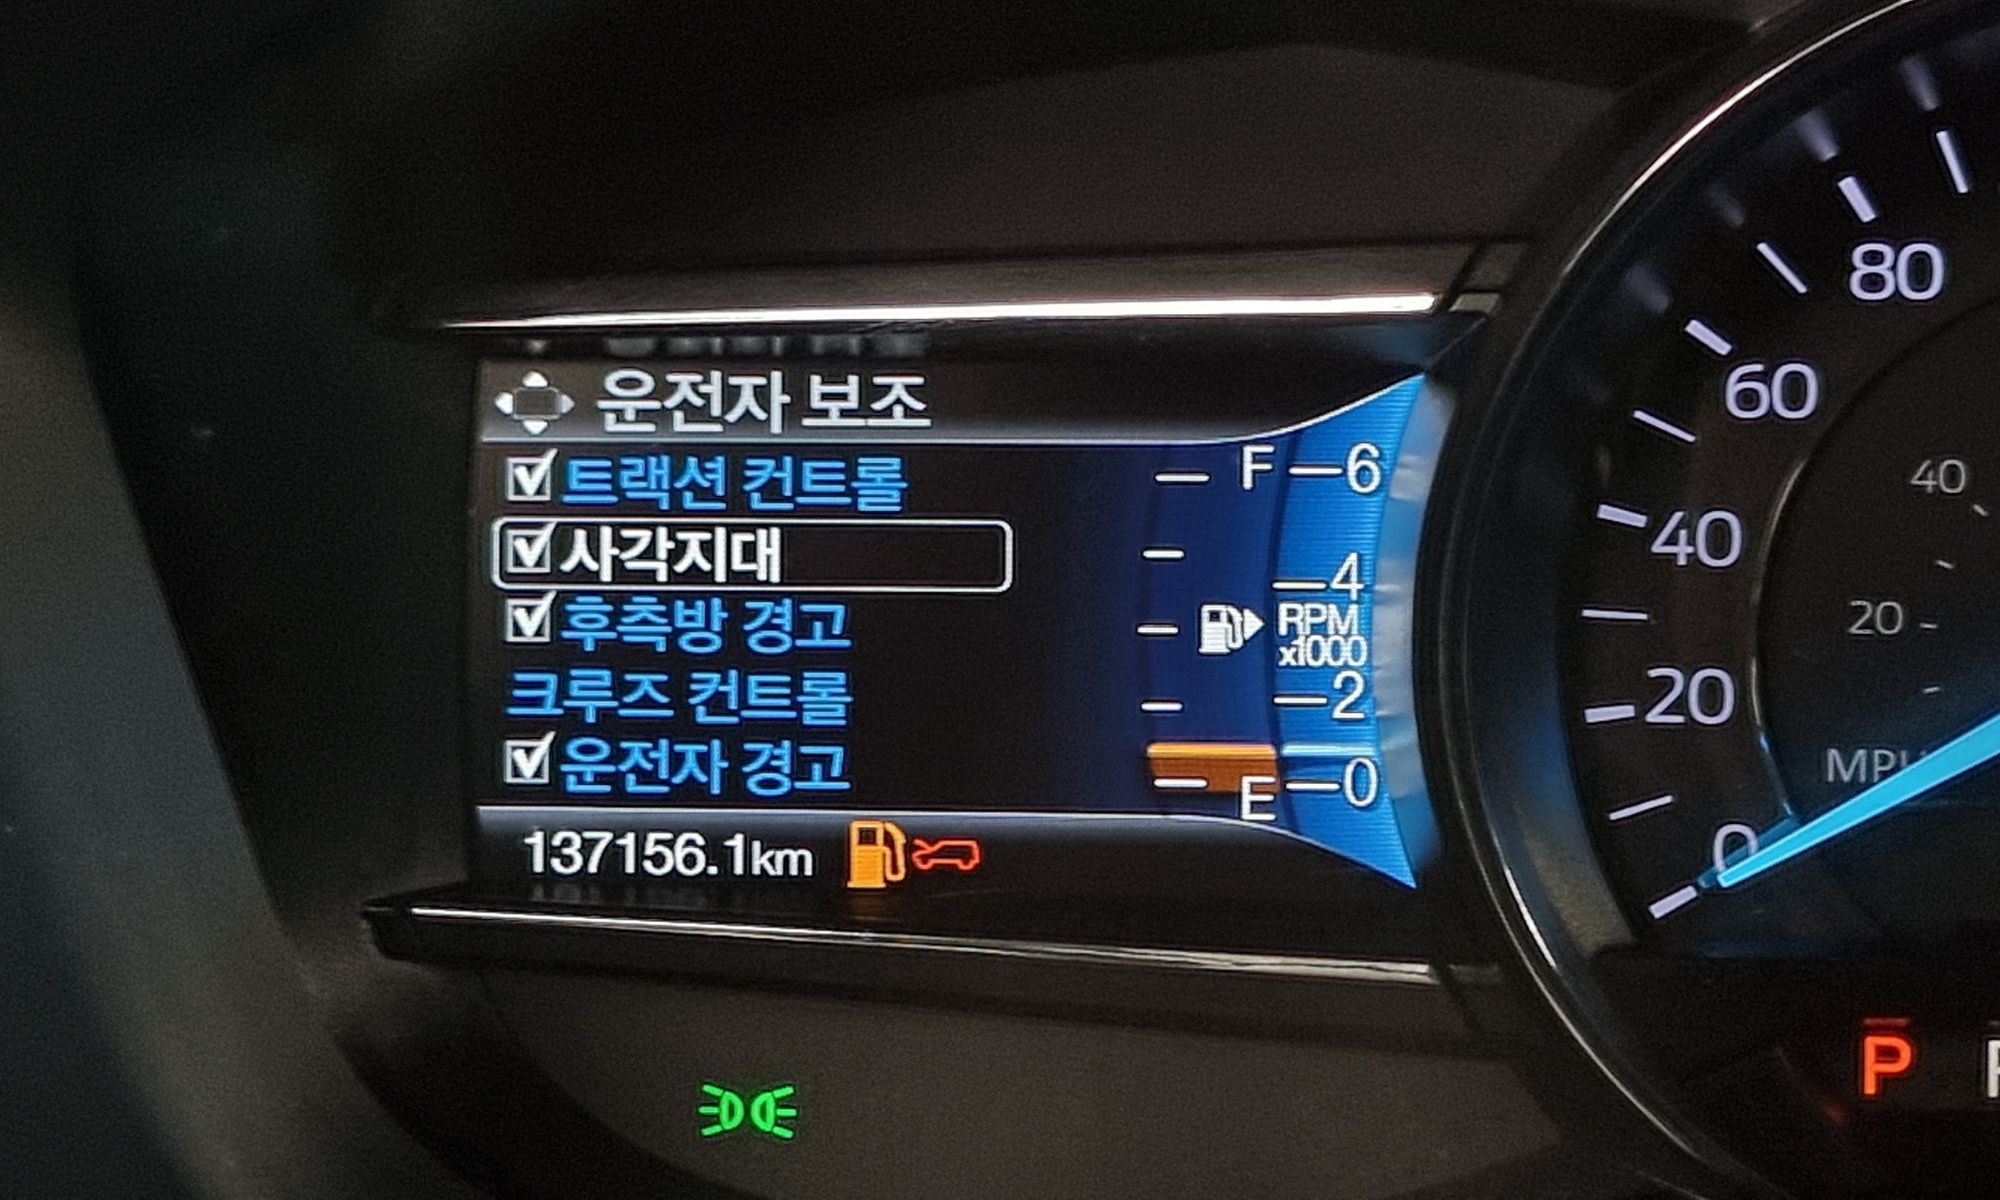 운전자 보조
트랙션 컨트롤
사각지대
후측방 경고
크루즈 컨트롤
운전자 경고
137156.1km
F
E
6
4
RPM
x1000
2
0
80
60
40
20
0
40
20
MPH
P